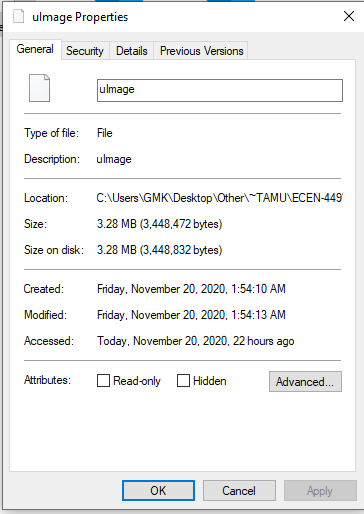 uImage Properties
General Security Details Previous Versions
uImage
Type of file: File
Description: uImage
Location: C:\Users\GMK\Desktop\Other\~TAMU\ECEN-449\
Size: 3.28 MB (3,448,472 bytes)
Size on disk: 3.28 MB (3,448,832 bytes)
Created: Friday, November 20, 2020, 1:54:10 AM
Modified: Friday, November 20, 2020, 1:54:13 AM
Accessed: Today, November 20, 2020, 22 hours ago
Attributes: Read-only Hidden Advanced...
OK Cancel Apply